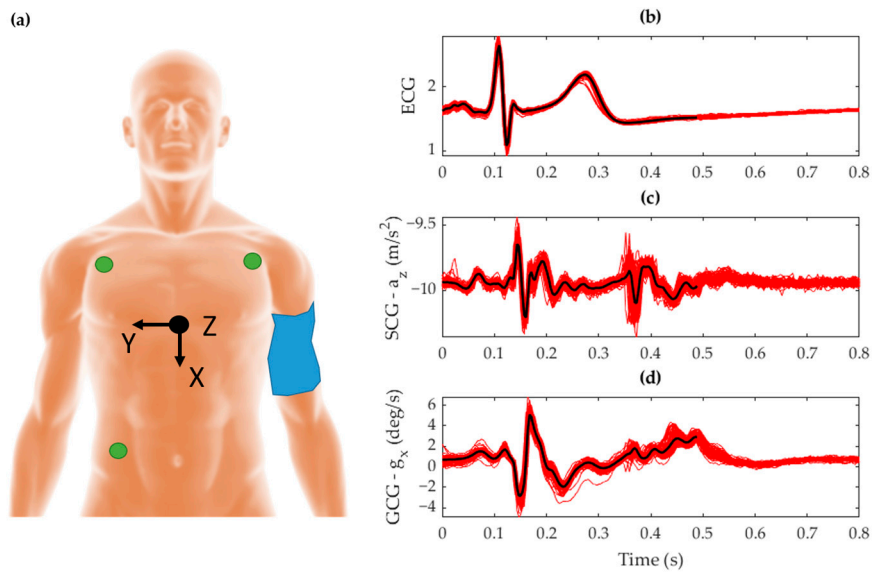 (a)
Z
Y
X
(b)
ECG
2
1
0 0.1 0.2 0.3 0.4 0.5 0.6 0.7 0.8
(c)
SCG - a_z (m/s²)
−9.5
−10
0 0.1 0.2 0.3 0.4 0.5 0.6 0.7 0.8
(d)
GCG - g_x (deg/s)
6
4
2
0
−2
−4
0 0.1 0.2 0.3 0.4 0.5 0.6 0.7 0.8
Time (s)